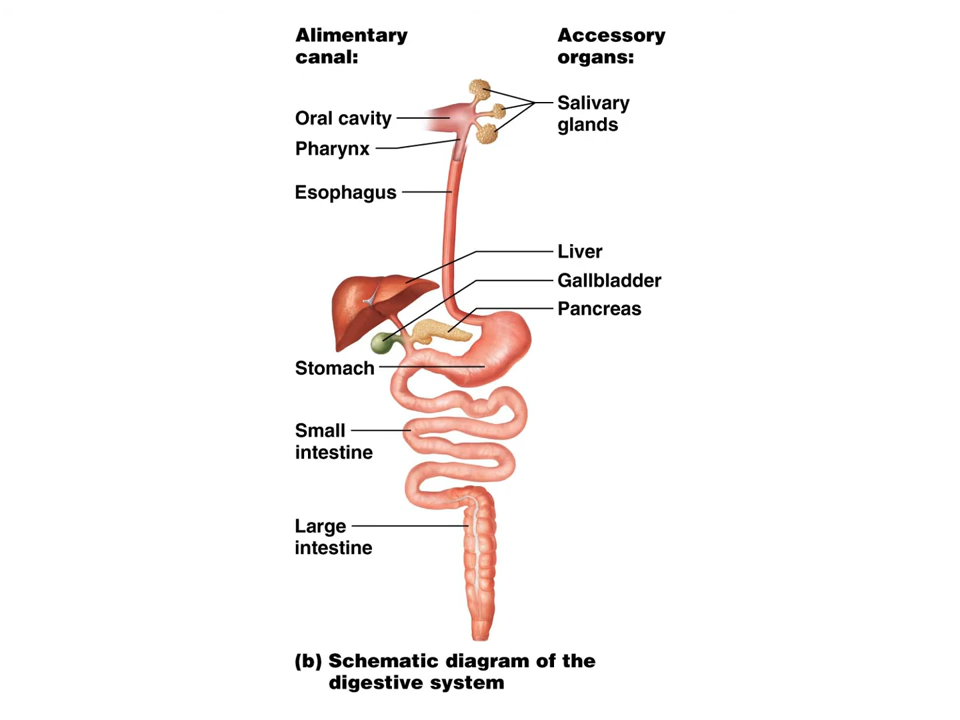 Alimentary
canal:
Accessory
organs:
Oral cavity
Pharynx
Esophagus
Stomach
Small
intestine
Large
intestine
Salivary
glands
Liver
Gallbladder
Pancreas
(b) Schematic diagram of the
digestive system